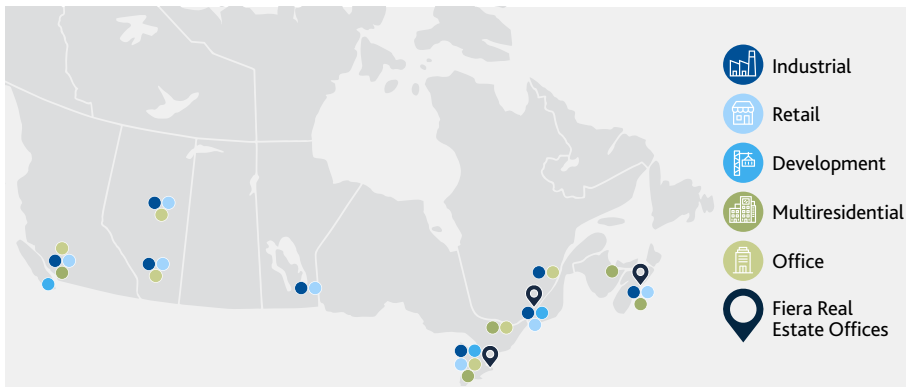 Industrial
Retail
Development
Multiresidential
Office
Fiera Real
Estate Offices